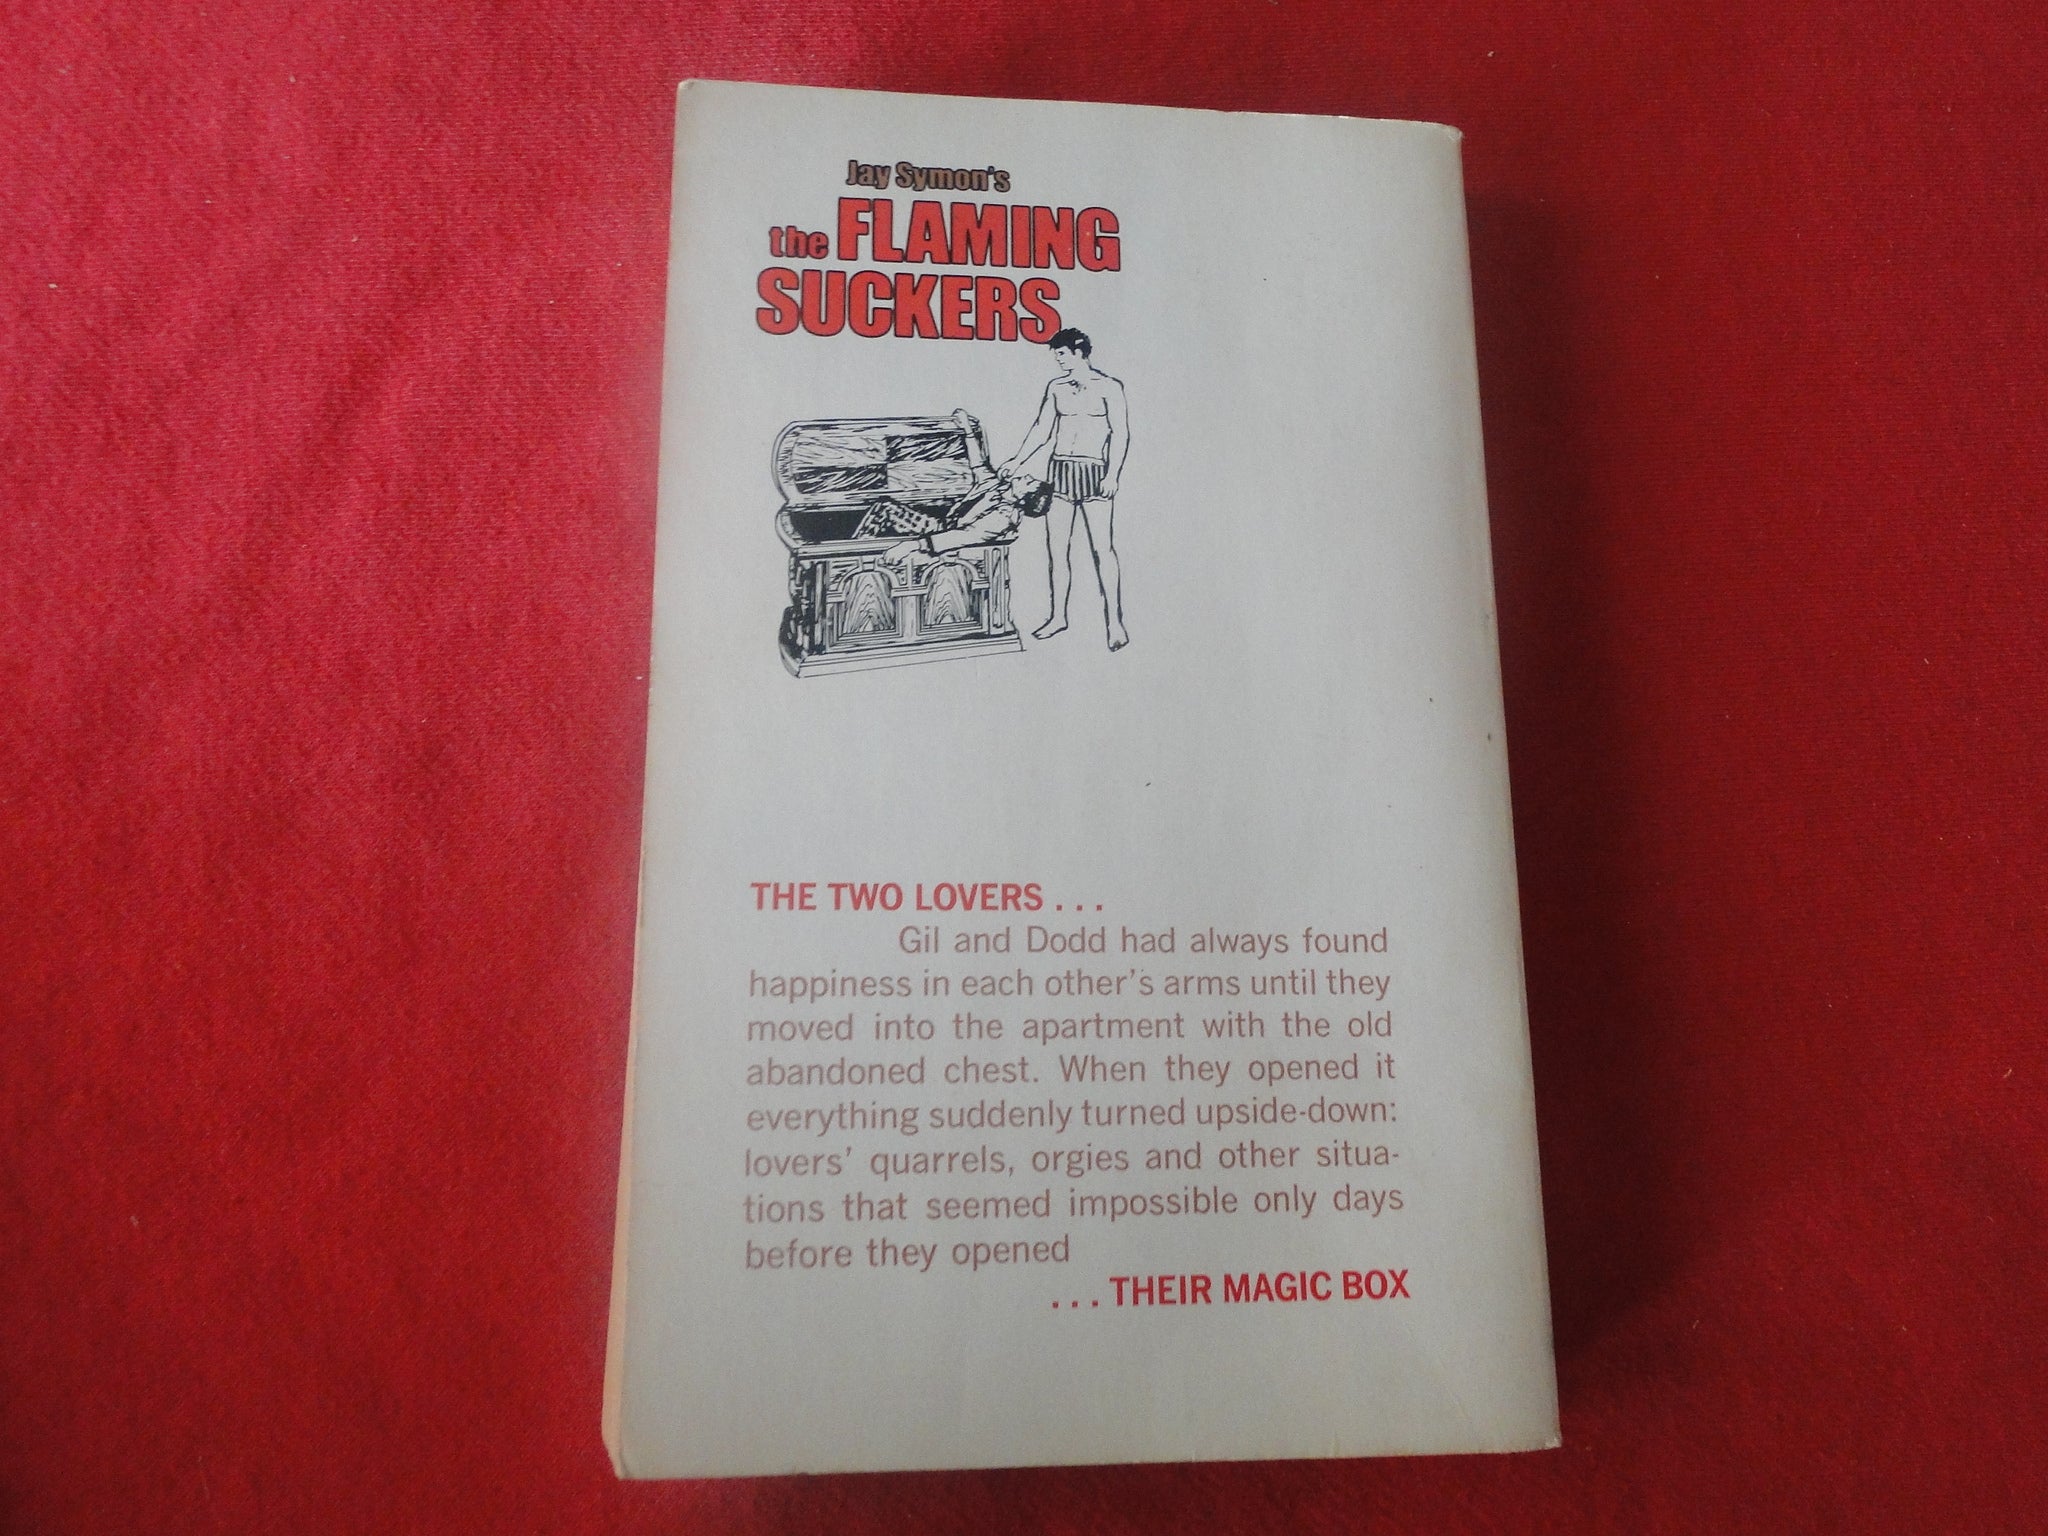 Jay Symon's
the FLAMING
SUCKERS
THE TWO LOVERS . . .
Gil and Dodd had always found
happiness in each other's arms until they
moved into the apartment with the old
abandoned chest. When they opened it
everything suddenly turned upside-down:
lovers' quarrels, orgies and other situa-
tions that seemed impossible only days
before they opened
. . . THEIR MAGIC BOX